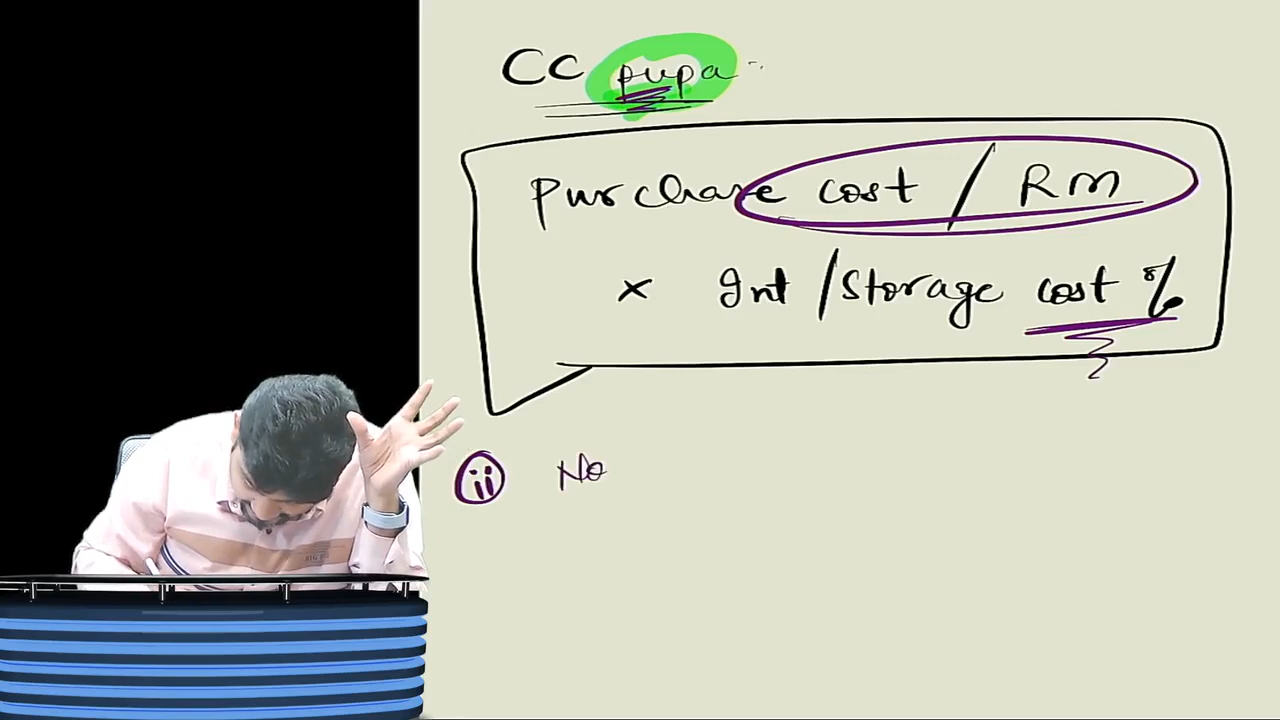 CC pupa
Purchase cost / RM
× Int / Storage cost %
ii No